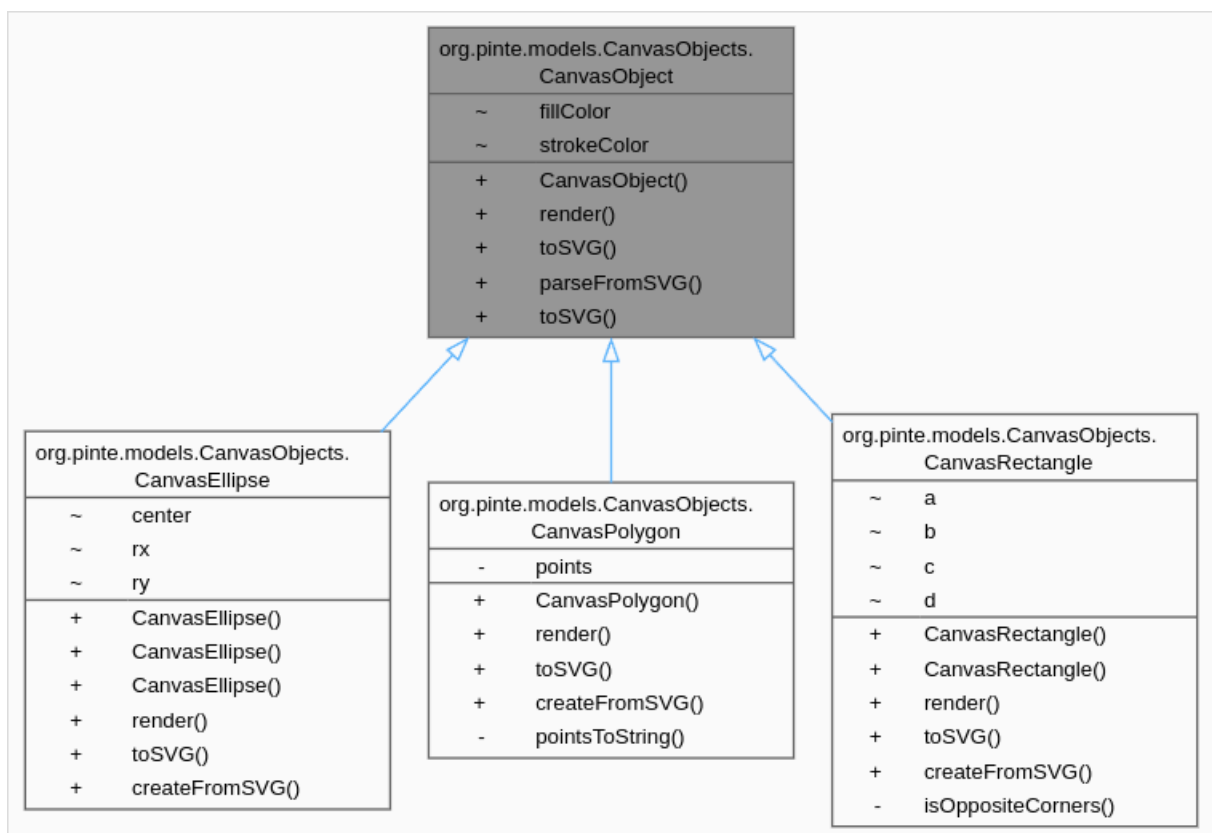 org.pinte.models.CanvasObjects.
CanvasObject
~ fillColor
~ strokeColor
+ CanvasObject()
+ render()
+ toSVG()
+ parseFromSVG()
+ toSVG()
org.pinte.models.CanvasObjects.
CanvasEllipse
~ center
~ rx
~ ry
+ CanvasEllipse()
+ CanvasEllipse()
+ CanvasEllipse()
+ render()
+ toSVG()
+ createFromSVG()
org.pinte.models.CanvasObjects.
CanvasPolygon
- points
+ CanvasPolygon()
+ render()
+ toSVG()
+ createFromSVG()
- pointsToString()
org.pinte.models.CanvasObjects.
CanvasRectangle
~ a
~ b
~ c
~ d
+ CanvasRectangle()
+ CanvasRectangle()
+ render()
+ toSVG()
+ createFromSVG()
- isOppositeCorners()